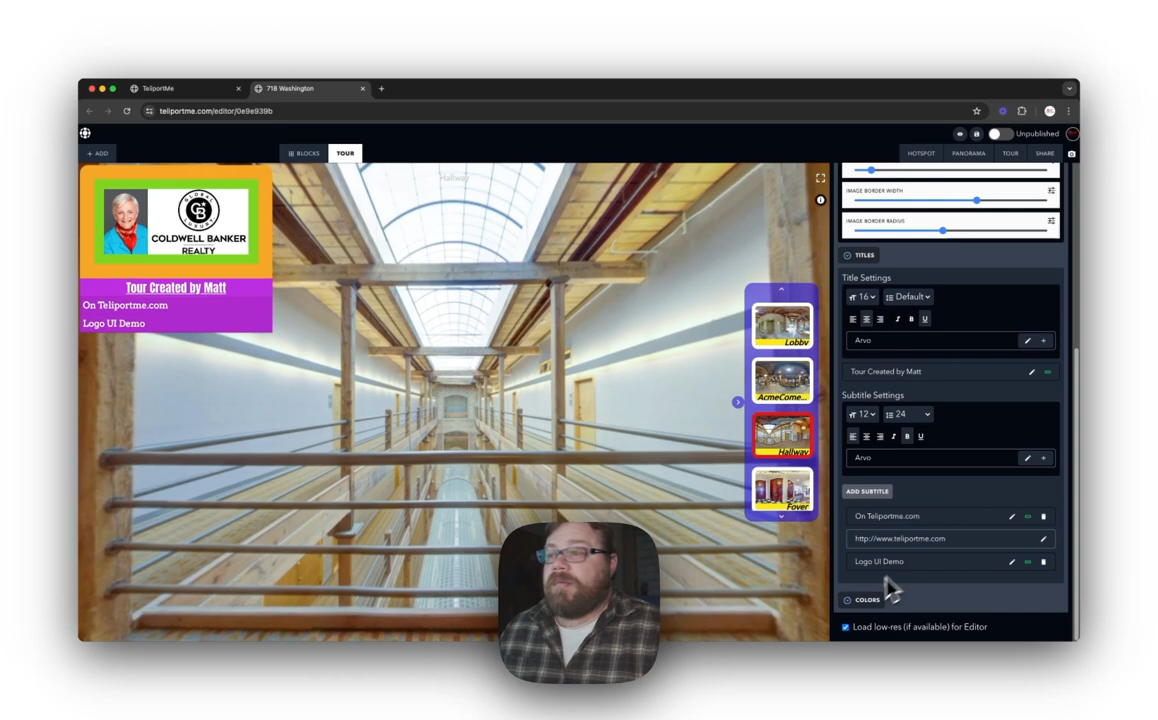 TeliportMe
718 Washington
teliportme.com/editor/0e9e939b
Unpublished
+ ADD
BLOCKS
TOUR
HOTSPOT
PANORAMA
TOUR
SHARE
Hallway
GLOBAL
LUXURY
CB
COLDWELL BANKER
REALTY
Tour Created by Matt
On Teliportme.com
Logo UI Demo
Lobby
AcmeCome...
Hallway
Foyer
IMAGE BORDER WIDTH
IMAGE BORDER RADIUS
TITLES
Title Settings
16
Default
B
U
Arvo
Tour Created by Matt
Subtitle Settings
12
24
B
U
Arvo
ADD SUBTITLE
On Teliportme.com
http://www.teliportme.com
Logo UI Demo
COLORS
Load low-res (if available) for Editor